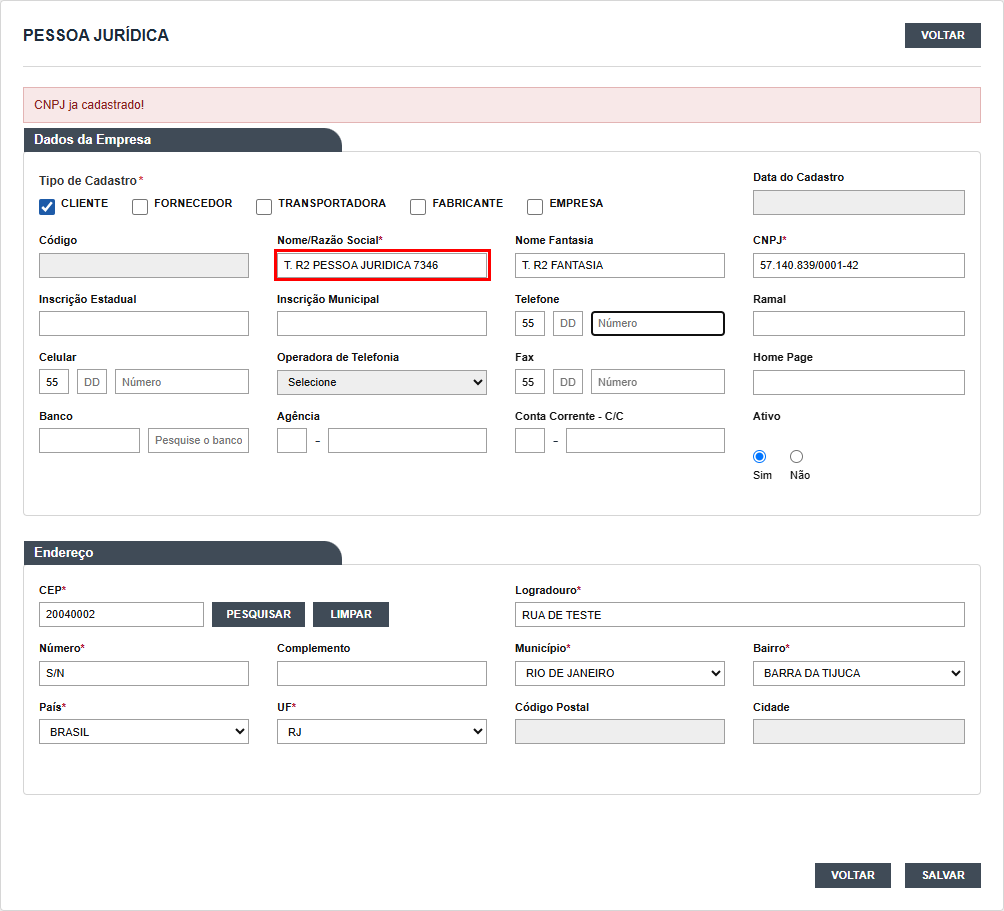 PESSOA JURÍDICA
VOLTAR
CNPJ ja cadastrado!
Dados da Empresa
Tipo de Cadastro*
Data do Cadastro
CLIENTE FORNECEDOR TRANSPORTADORA FABRICANTE EMPRESA
Código Nome/Razão Social* Nome Fantasia CNPJ*
T. R2 PESSOA JURIDICA 7346 T. R2 FANTASIA 57.140.839/0001-42
Inscrição Estadual Inscrição Municipal Telefone Ramal
55 DD Número
Celular Operadora de Telefonia Fax Home Page
55 DD Número Selecione 55 DD Número
Banco Agência Conta Corrente - C/C Ativo
Pesquise o banco - -
Sim Não
Endereço
CEP* Logradouro*
20040002 PESQUISAR LIMPAR RUA DE TESTE
Número* Complemento Município* Bairro*
S/N RIO DE JANEIRO BARRA DA TIJUCA
País* UF* Código Postal Cidade
BRASIL RJ
VOLTAR SALVAR